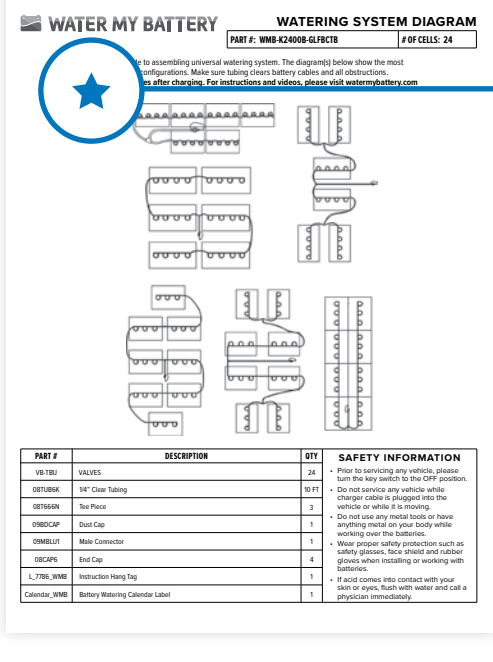 WATER MY BATTERY
WATERING SYSTEM DIAGRAM
PART #: WMB-K2400B-GLFBCTB
# OF CELLS: 24
le to assembling universal watering system. The diagram(s) below show the most
configurations. Make sure tubing clears battery cables and all obstructions.
es after charging. For instructions and videos, please visit watermybattery.com
PART # DESCRIPTION QTY
VB-TBU VALVES 24
08TUB6K 1/4" Clear Tubing 10 FT
08T666N Tee Piece 3
09BDCAP Dust Cap 1
09MBLU1 Male Connector 1
08CAP6 End Cap 4
L_7786_WMB Instruction Hang Tag 1
Calendar_WMB Battery Watering Calendar Label 1
SAFETY INFORMATION
• Prior to servicing any vehicle, please
turn the key switch to the OFF position.
• Do not service any vehicle while
charger cable is plugged into the
vehicle or while it is moving.
• Do not use any metal tools or have
anything metal on your body while
working over the batteries.
• Wear proper safety protection such as
safety glasses, face shield and rubber
gloves when installing or working with
batteries.
• If acid comes into contact with your
skin or eyes, flush with water and call a
physician immediately.